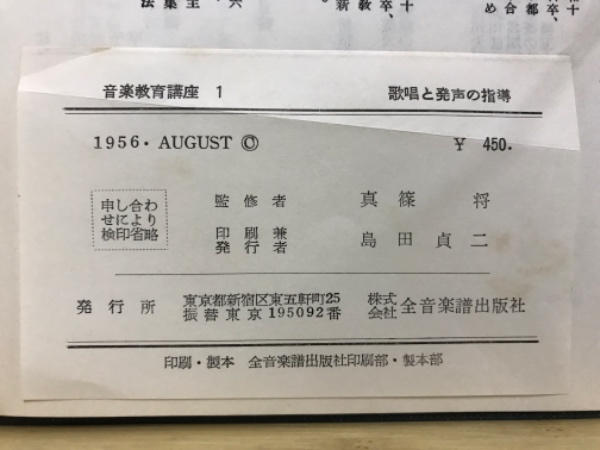 音楽教育講座 1 歌唱と発声の指導
1956・AUGUST © ¥ 450.
申し合わ
せにより
検印省略
監修者 真篠将
印刷兼
発行者 島田貞二
発行所 東京都新宿区東五軒町25
振替東京195092番
株式
会社 全音楽譜出版社
印刷・製本 全音楽譜出版社印刷部・製本部